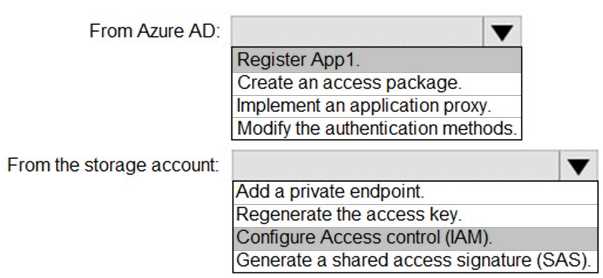 From Azure AD:
Register App1.
Create an access package.
Implement an application proxy.
Modify the authentication methods.
From the storage account:
Add a private endpoint.
Regenerate the access key.
Configure Access control (IAM).
Generate a shared access signature (SAS).